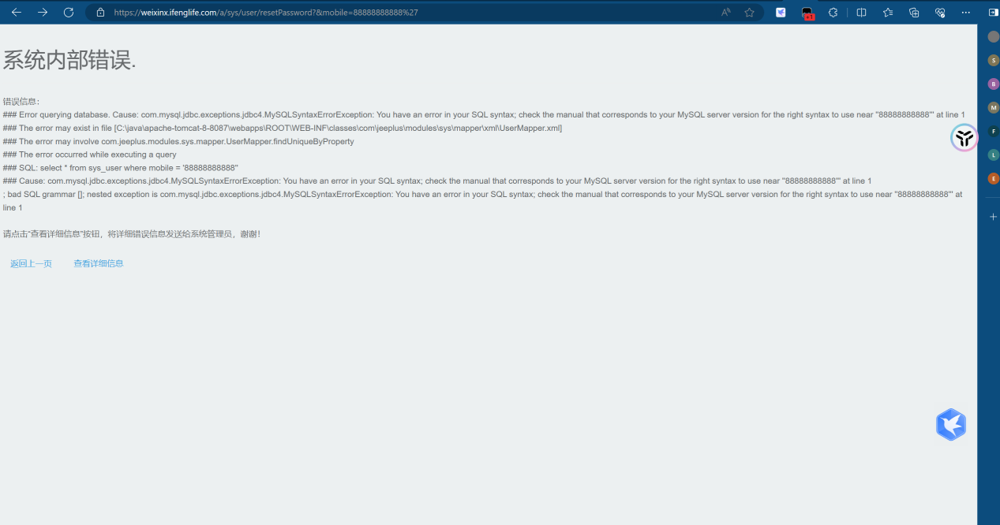 https://weixinx.ifenglife.com/a/sys/user/resetPassword?&mobile=88888888888%27
+1
系统内部错误.
错误信息：
### Error querying database. Cause: com.mysql.jdbc.exceptions.jdbc4.MySQLSyntaxErrorException: You have an error in your SQL syntax; check the manual that corresponds to your MySQL server version for the right syntax to use near ''88888888888''' at line 1
### The error may exist in file [C:\java\apache-tomcat-8-8087\webapps\ROOT\WEB-INF\classes\com\jeeplus\modules\sys\mapper\xml\UserMapper.xml]
### The error may involve com.jeeplus.modules.sys.mapper.UserMapper.findUniqueByProperty
### The error occurred while executing a query
### SQL: select * from sys_user where mobile = '88888888888''
### Cause: com.mysql.jdbc.exceptions.jdbc4.MySQLSyntaxErrorException: You have an error in your SQL syntax; check the manual that corresponds to your MySQL server version for the right syntax to use near ''88888888888''' at line 1
; bad SQL grammar []; nested exception is com.mysql.jdbc.exceptions.jdbc4.MySQLSyntaxErrorException: You have an error in your SQL syntax; check the manual that corresponds to your MySQL server version for the right syntax to use near ''88888888888''' at
line 1
请点击“查看详细信息”按钮，将详细错误信息发送给系统管理员，谢谢！
返回上一页 查看详细信息
S
B
M
F
L
E